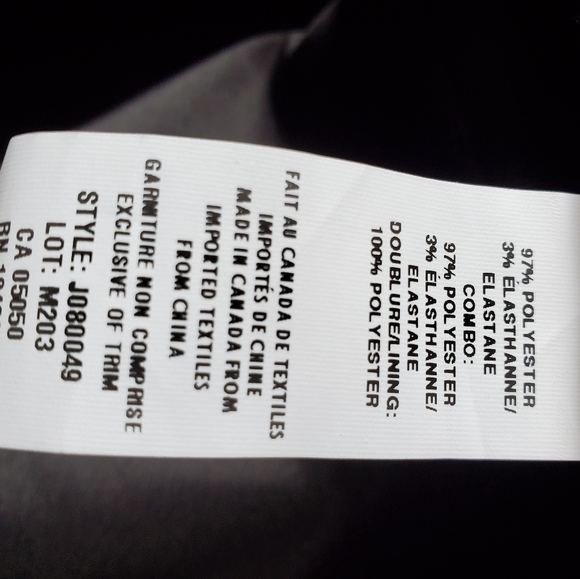 97% POLYESTER
3% ELASTHANNE/
ELASTANE
COMBO:
97% POLYESTER
3% ELASTHANNE/
ELASTANE
DOUBLURE/LINING:
100% POLYESTER
FAIT AU CANADA DE TEXTILES
IMPORTÉS DE CHINE
MADE IN CANADA FROM
IMPORTED TEXTILES
FROM CHINA
GARNITURE NON COMPRISE
EXCLUSIVE OF TRIM
STYLE: J080049
LOT: M203
CA 05050
RN